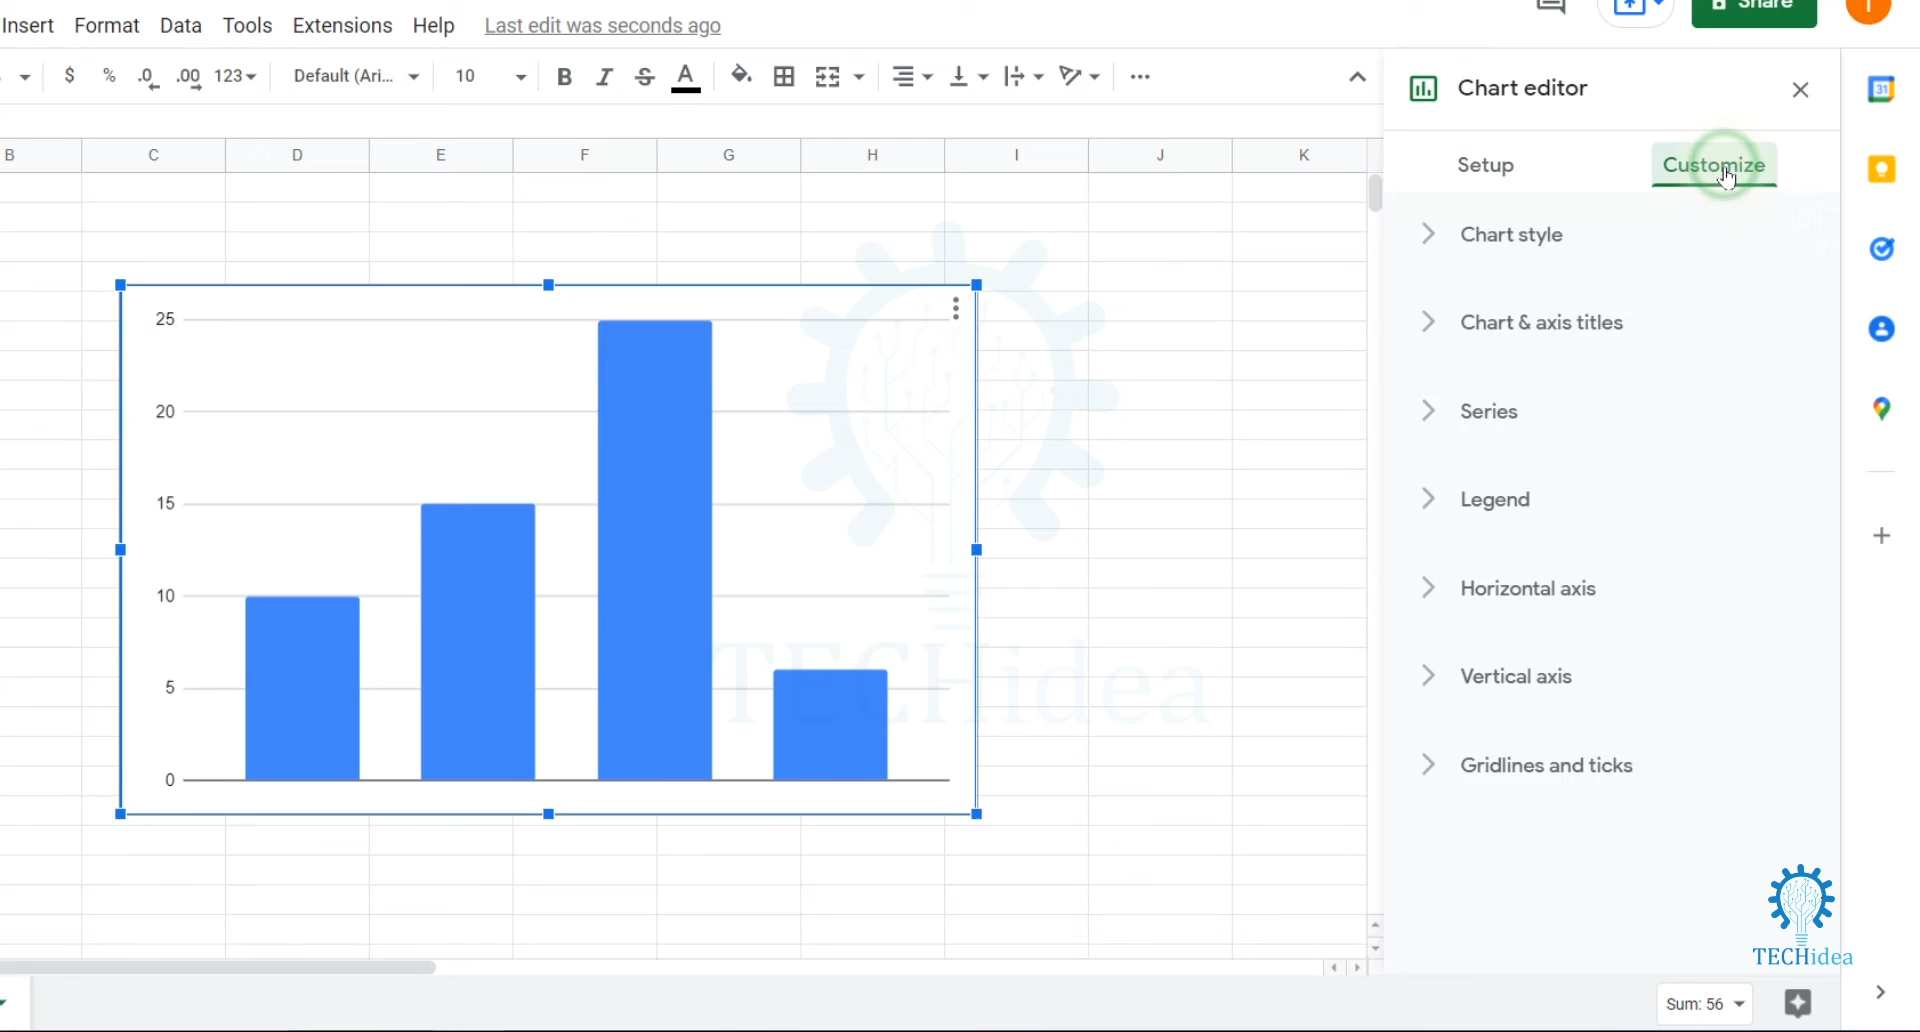 Insert Format Data Tools Extensions Help Last edit was seconds ago
Share
$ % .0 .00 123 Default (Ari... 10 B I S A
Chart editor
31
B C D E F G H I J K
Setup Customize
Chart style
Chart & axis titles
Series
Legend
Horizontal axis
Vertical axis
Gridlines and ticks
25
20
15
10
5
0
TECHidea
TECHidea
Sum: 56